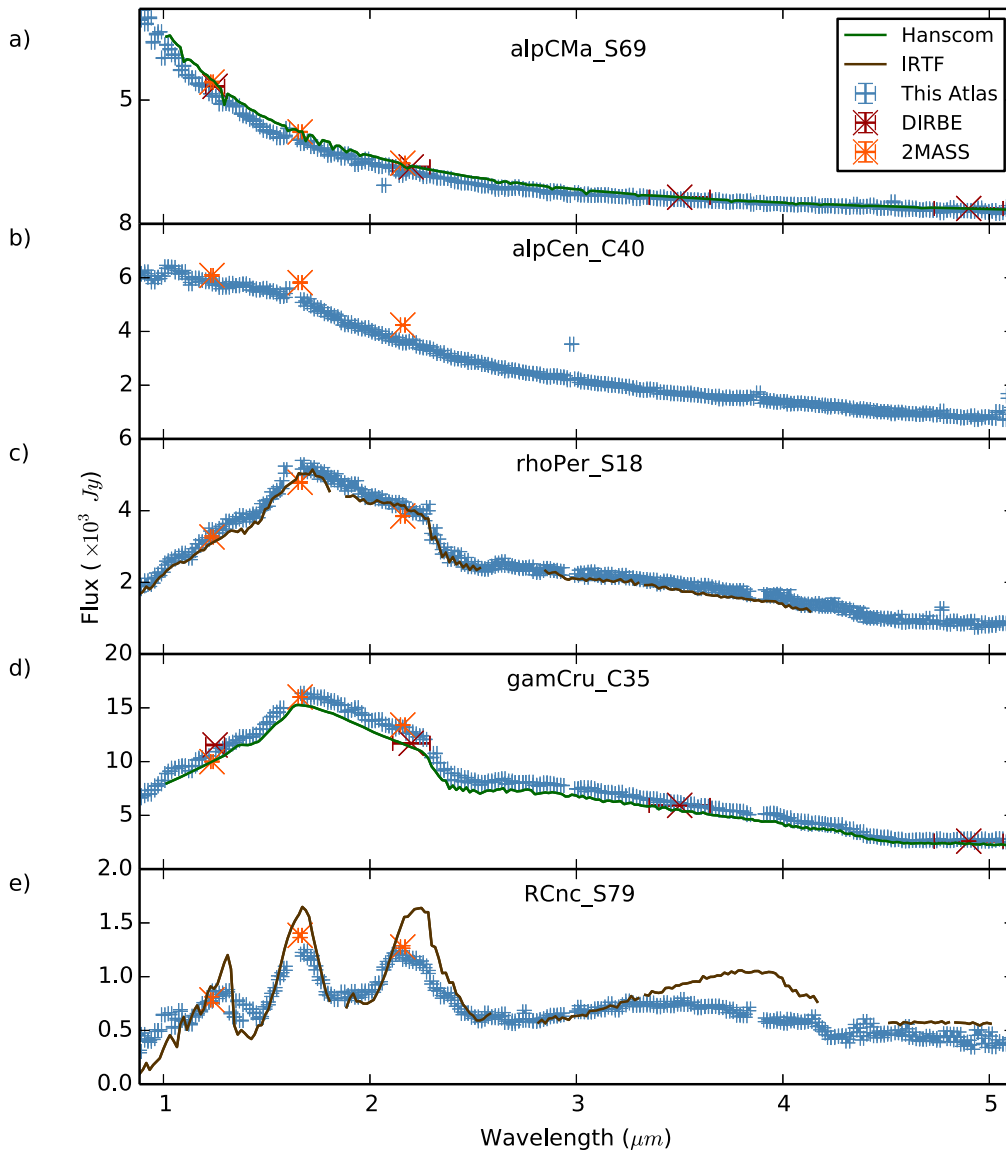 a)
alpCMa_S69
Hanscom
IRTF
This Atlas
DIRBE
2MASS
5
8
b)
alpCen_C40
6
4
2
6
c)
rhoPer_S18
4
2
20
Flux ( ×10³ Jy)
d)
gamCru_C35
15
10
5
2.0
e)
RCnc_S79
1.5
1.0
0.5
0.0
1 2 3 4 5
Wavelength (μm)